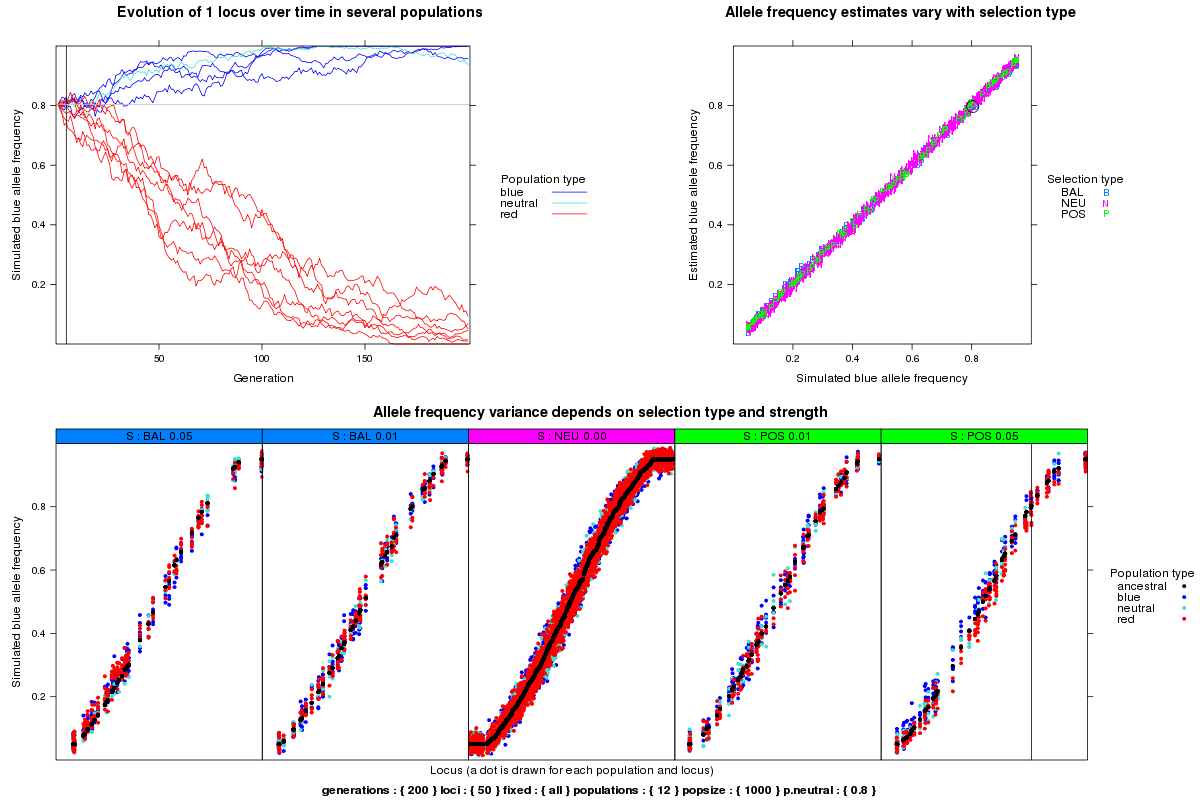 Evolution of 1 locus over time in several populations
Simulated blue allele frequency
0.8
0.6
0.4
0.2
50
100
150
Generation
Population type
blue
neutral
red
Allele frequency estimates vary with selection type
Estimated blue allele frequency
0.8
0.6
0.4
0.2
0.2
0.4
0.6
0.8
Simulated blue allele frequency
Selection type
BAL B
NEU N
POS P
Allele frequency variance depends on selection type and strength
S : BAL 0.05
S : BAL 0.01
S : NEU 0.00
S : POS 0.01
S : POS 0.05
Simulated blue allele frequency
0.8
0.6
0.4
0.2
Population type
ancestral
blue
neutral
red
Locus (a dot is drawn for each population and locus)
generations : { 200 } loci : { 50 } fixed : { all } populations : { 12 } popsize : { 1000 } p.neutral : { 0.8 }